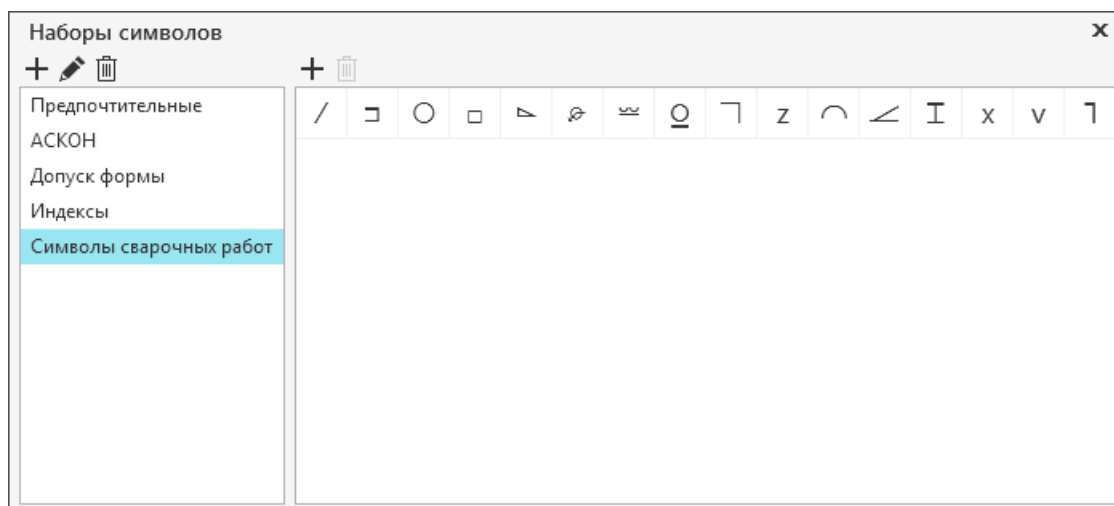 Наборы символов
Предпочтительные
АСКОН
Допуск формы
Индексы
Символы сварочных работ
z x v